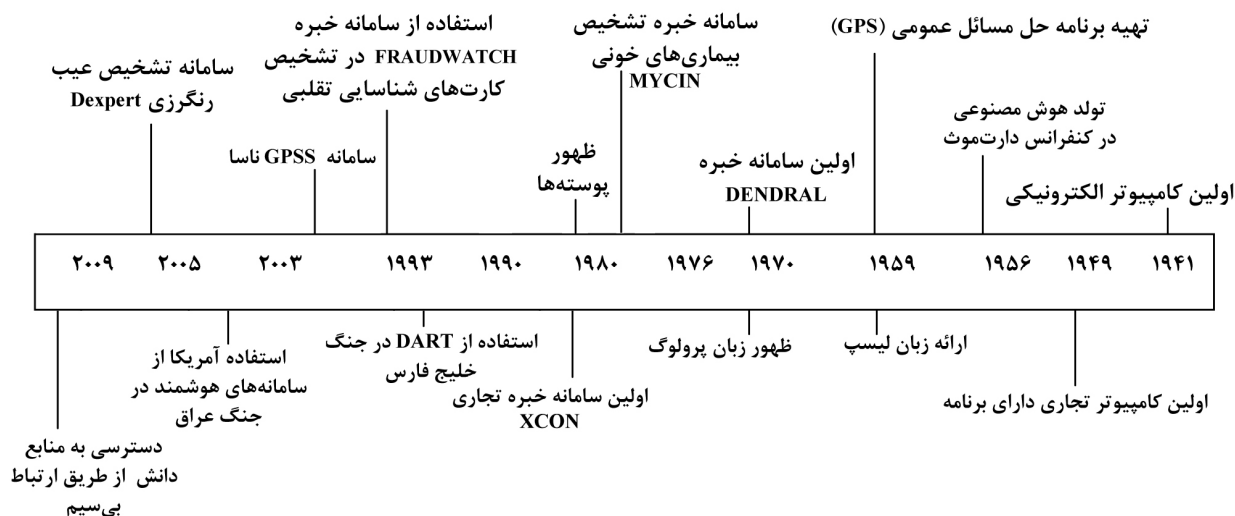 تهیه برنامه حل مسائل عمومی (GPS)
سامانه خبره تشخیص
بیماری‌های خونی
MYCIN
استفاده از سامانه خبره
FRAUDWATCH در تشخیص
کارت‌های شناسایی تقلبی
سامانه تشخیص عیب
رنگرزی Dexpert
تولد هوش مصنوعی
در کنفرانس دارت‌موث
اولین سامانه خبره
DENDRAL
ظهور
پوسته‌ها
سامانه GPSS ناسا
اولین کامپیوتر الکترونیکی
۱۹۴۱ ۱۹۴۹ ۱۹۵۶ ۱۹۵۹ ۱۹۷۰ ۱۹۷۶ ۱۹۸۰ ۱۹۹۰ ۱۹۹۳ ۲۰۰۳ ۲۰۰۵ ۲۰۰۹
اولین کامپیوتر تجاری دارای برنامه
ارائه زبان لیسپ
ظهور زبان پرولوگ
اولین سامانه خبره تجاری
XCON
استفاده از DART در جنگ
خلیج فارس
استفاده آمریکا از
سامانه‌های هوشمند در
جنگ عراق
دسترسی به منابع
دانش از طریق ارتباط
بی‌سیم